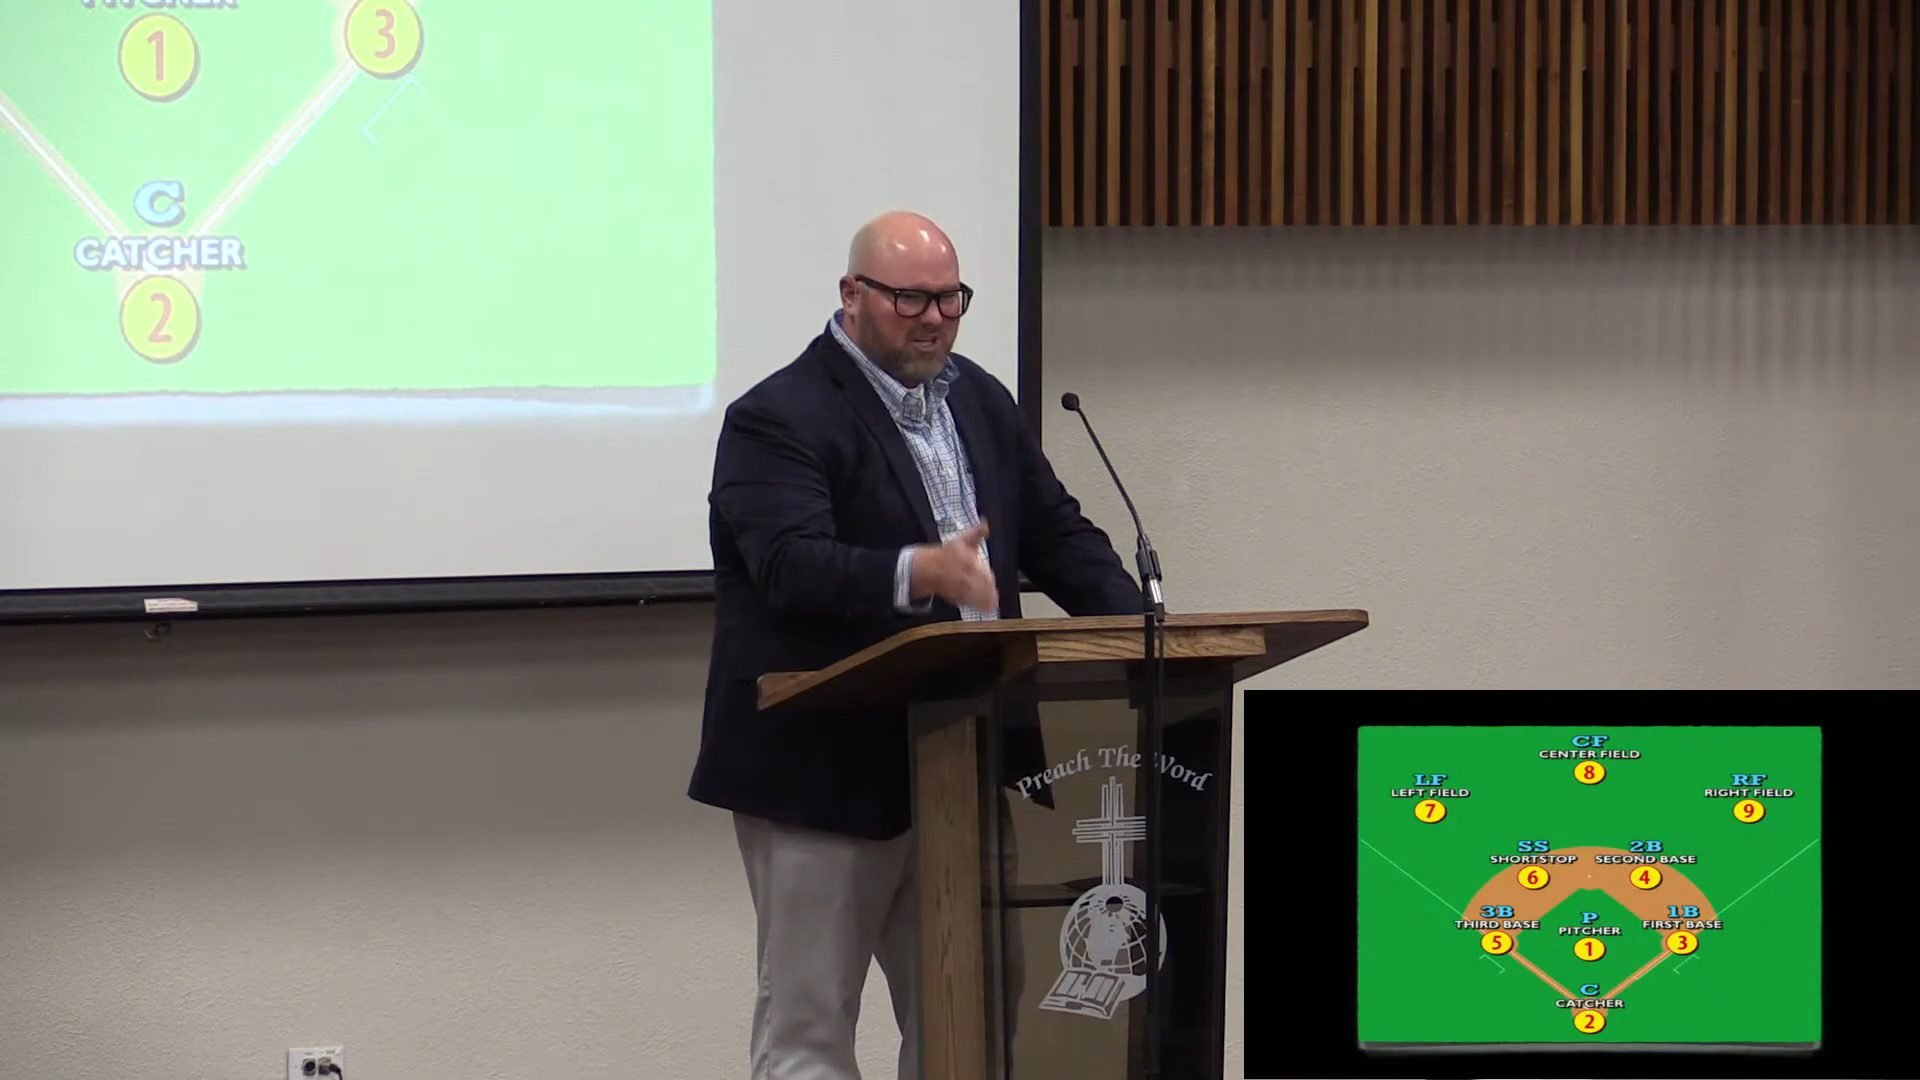 PITCHER
1
3
C
CATCHER
2
Preach The Word
CF
CENTER FIELD
8
LF
LEFT FIELD
7
RF
RIGHT FIELD
9
SS
SHORTSTOP
6
2B
SECOND BASE
4
3B
THIRD BASE
5
P
PITCHER
1
1B
FIRST BASE
3
C
CATCHER
2